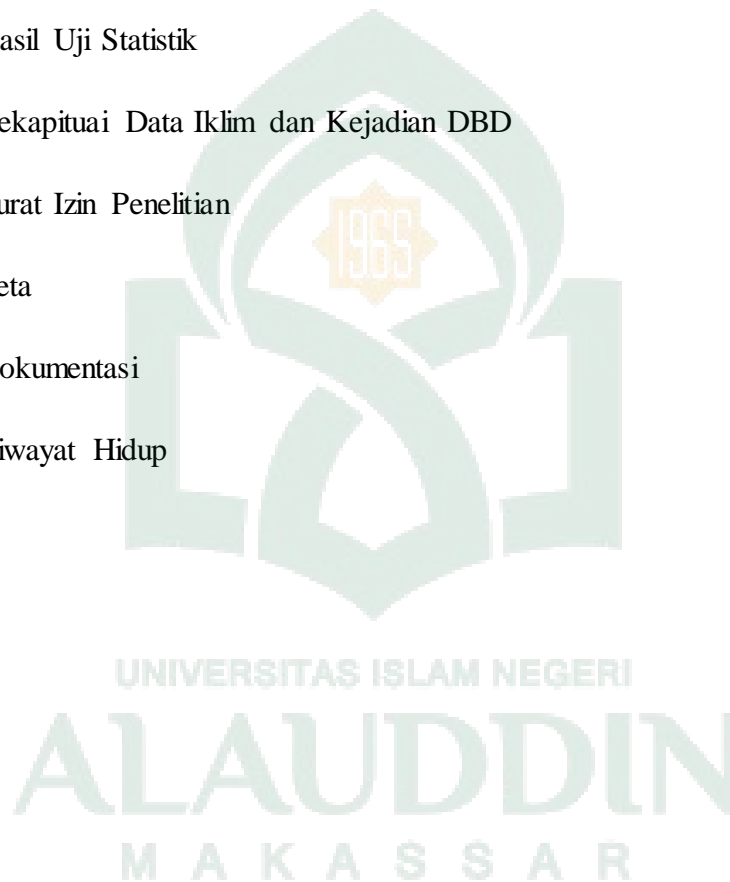 asil Uji Statistik
ekapituai Data Iklim dan Kejadian DBD
urat Izin Penelitian
1965
eta
okumentasi
iwayat Hidup
UNIVERSITAS ISLAM NEGERI
ALAUDDIN
MAKASSAR